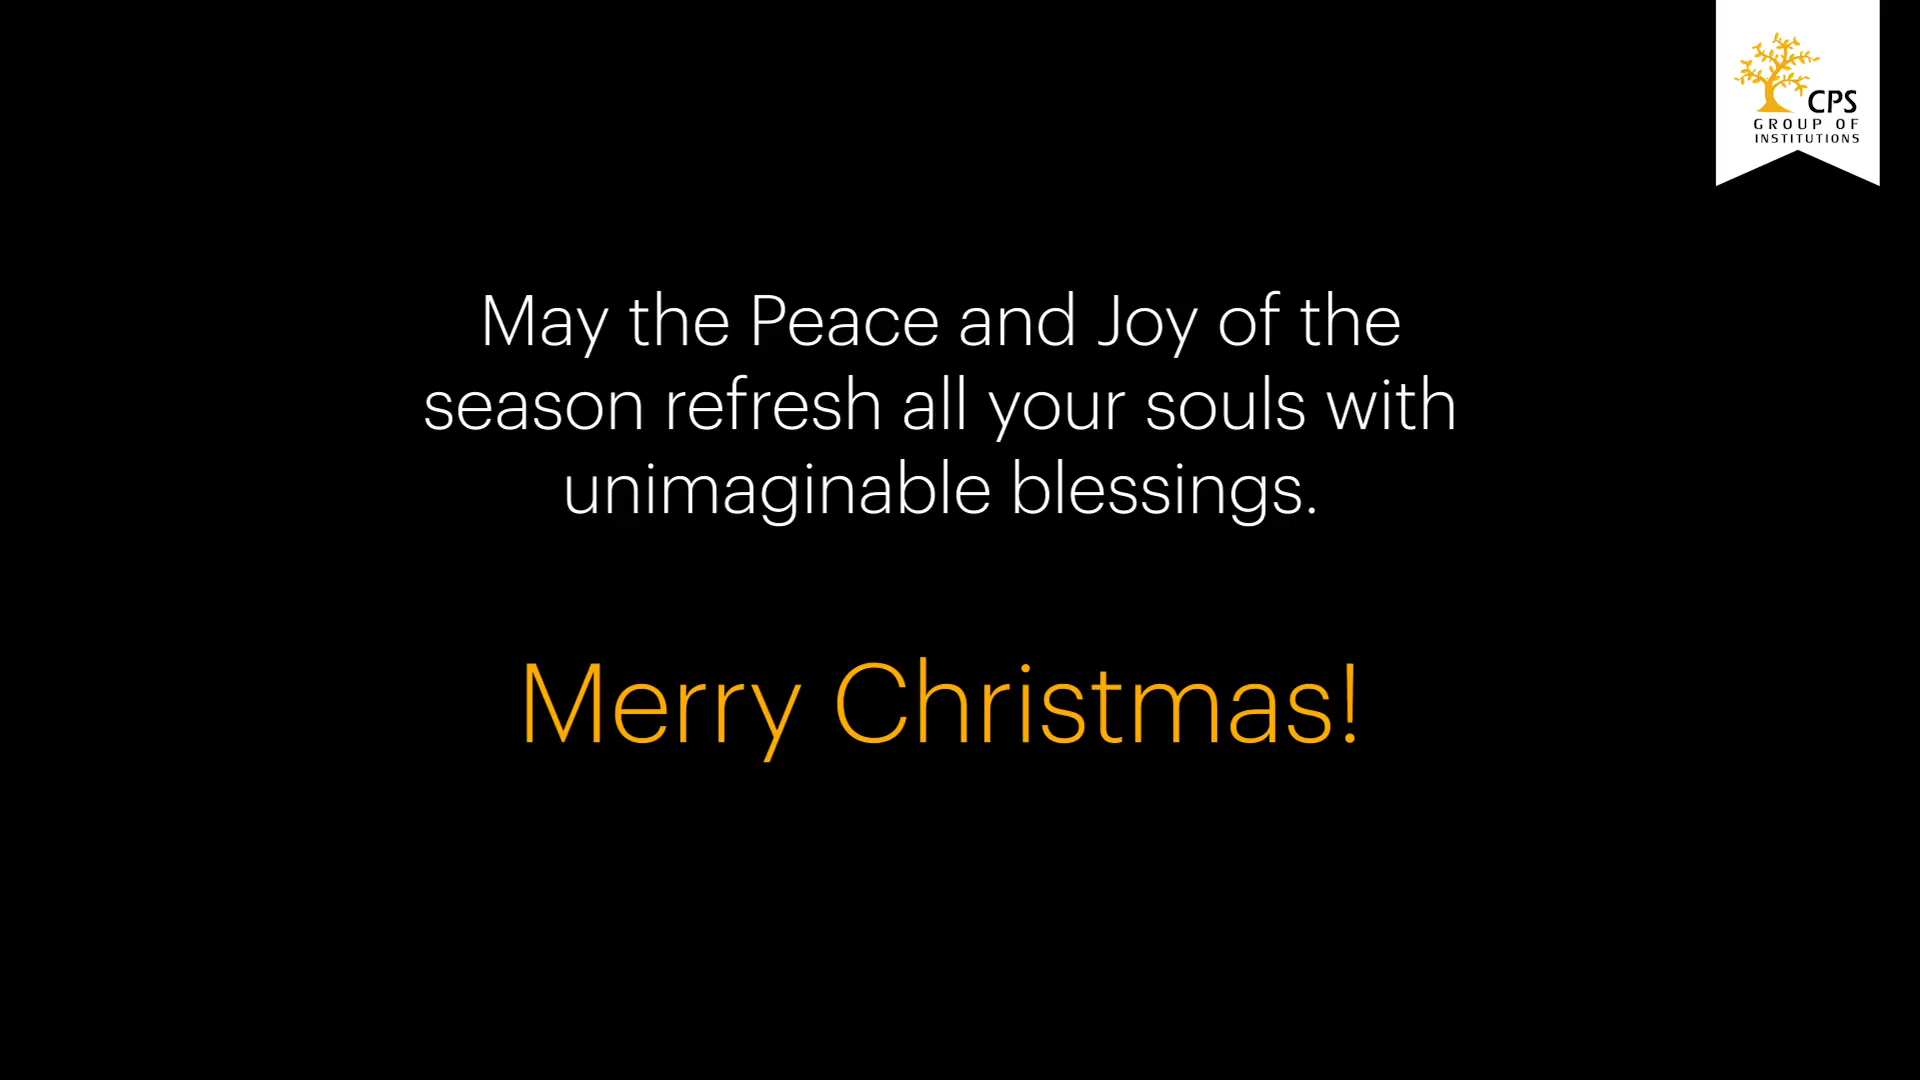 CPS
GROUP OF
INSTITUTIONS
May the Peace and Joy of the
season refresh all your souls with
unimaginable blessings.
Merry Christmas!